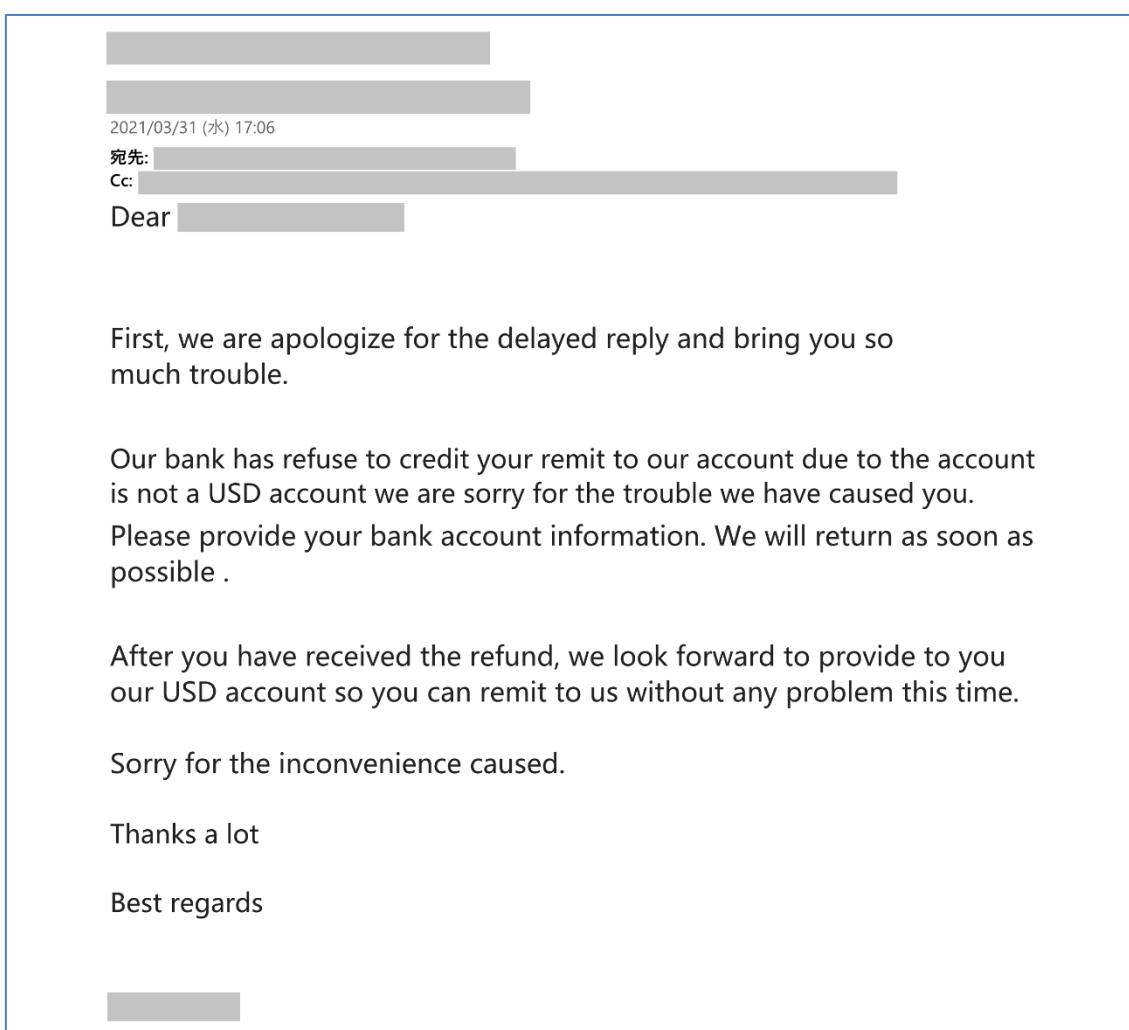 2021/03/31 (水) 17:06
宛先:
Cc:
Dear
First, we are apologize for the delayed reply and bring you so
much trouble.
Our bank has refuse to credit your remit to our account due to the account
is not a USD account we are sorry for the trouble we have caused you.
Please provide your bank account information. We will return as soon as
possible .
After you have received the refund, we look forward to provide to you
our USD account so you can remit to us without any problem this time.
Sorry for the inconvenience caused.
Thanks a lot
Best regards